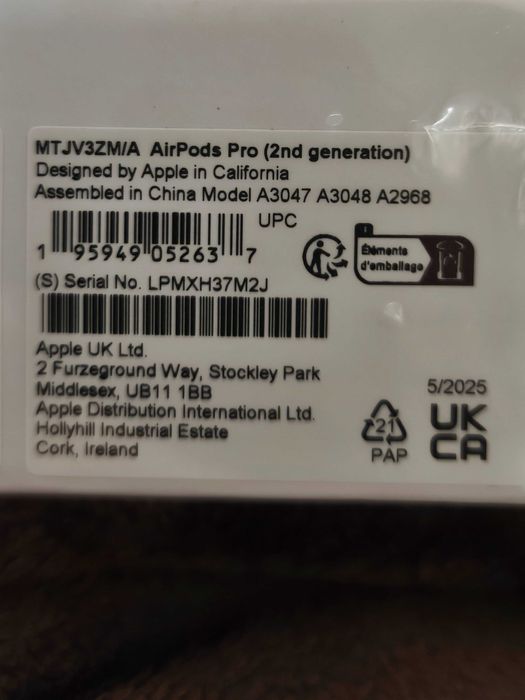 MTJV3ZM/A AirPods Pro (2nd generation)
Designed by Apple in California
Assembled in China Model A3047 A3048 A2968
UPC
1 95949 05263 7
Éléments
d'emballage
(S) Serial No. LPMXH37M2J
Apple UK Ltd.
2 Furzeground Way, Stockley Park
Middlesex, UB11 1BB
Apple Distribution International Ltd.
Hollyhill Industrial Estate
Cork, Ireland
21
PAP
5/2025
UK
CA